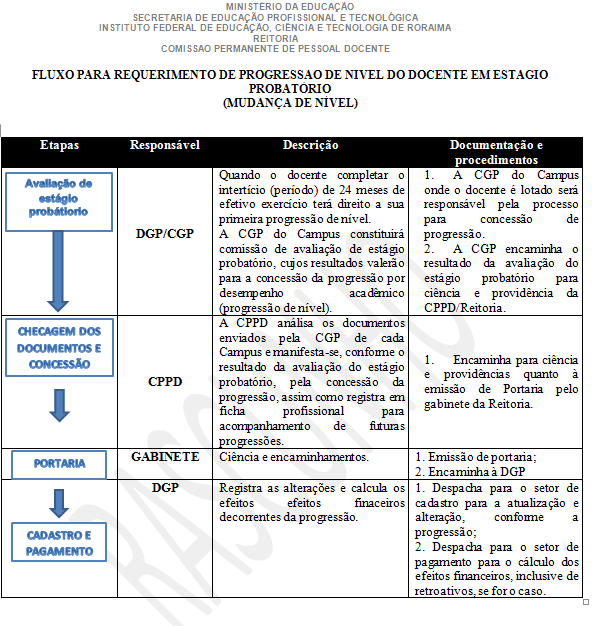 MINISTÉRIO DA EDUCAÇÃO
SECRETARIA DE EDUCAÇÃO PROFISSIONAL E TECNOLÓGICA
INSTITUTO FEDERAL DE EDUCAÇÃO, CIÊNCIA E TECNOLOGIA DE RORAIMA
REITORIA
COMISSAO PERMANENTE DE PESSOAL DOCENTE
FLUXO PARA REQUERIMENTO DE PROGRESSAO DE NIVEL DO DOCENTE EM ESTAGIO
PROBATÓRIO
(MUDANÇA DE NÍVEL)
Etapas
Responsável
Descrição
Documentação e
procedimentos
Avaliação de
estágio
probátiorio
DGP/CGP
Quando o docente completar o
intertício (período) de 24 meses de
efetivo exercício terá direito a sua
primeira progressão de nível.
A CGP do Campus constituirá
comissão de avaliação de estágio
probatório, cujos resultados valerão
para a concessão da progressão por
desempenho acadêmico
(progressão de nível).
1. A CGP do Campus
onde o docente é lotado será
responsável pela processo
para concessão de
progressão.
2. A CGP encaminha o
resultado da avaliação do
estágio probatório para
ciência e providência da
CPPD/Reitoria.
CHECAGEM DOS
DOCUMENTOS E
CONCESSÃO
CPPD
A CPPD análisa os documentos
enviados pela CGP de cada
Campus e manifesta-se, conforme o
resultado da avaliação do estágio
probatório, pela concessão da
progressão, assim como registra em
ficha profissional para
acompanhamento de futuras
progressões.
1. Encaminha para ciência
e providências quanto à
emissão de Portaria pelo
gabinete da Reitoria.
PORTARIA
GABINETE
Ciência e encaminhamentos.
1. Emissão de portaria;
2. Encaminha à DGP
CADASTRO E
PAGAMENTO
DGP
Registra as alterações e calcula os
efeitos efeitos finaceiros
decorrentes da progressão.
1. Despacha para o setor de
cadastro para a atualização e
alteração, conforme a
progressão;
2. Despacha para o setor de
pagamento para o cálculo dos
efeitos financeiros, inclusive de
retroativos, se for o caso.